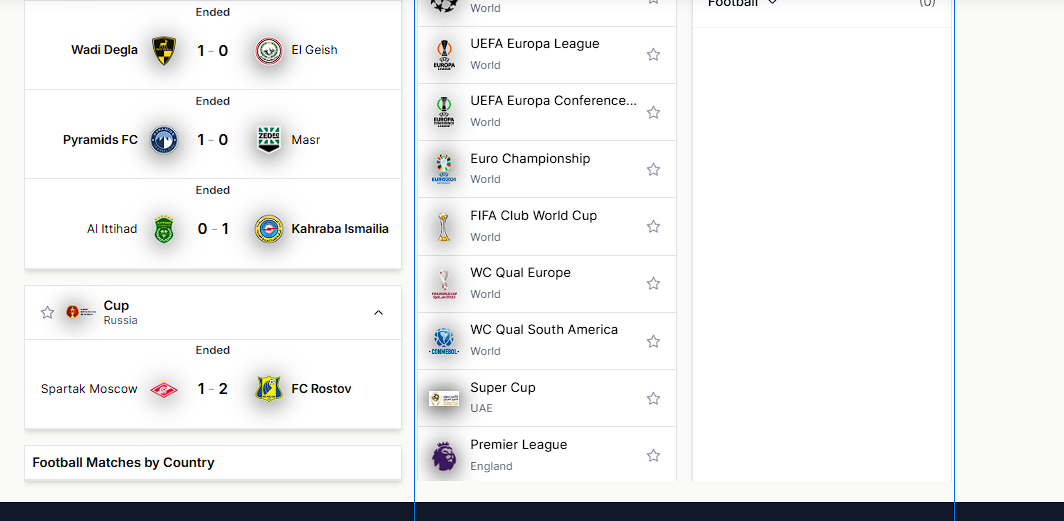 Ended
Wadi Degla 1 - 0 El Geish
Ended
Pyramids FC 1 - 0 Masr
Ended
Al Ittihad 0 - 1 Kahraba Ismailia
Cup
Russia
Ended
Spartak Moscow 1 - 2 FC Rostov
Football Matches by Country
World
UEFA Europa League
World
UEFA Europa Conference...
World
Euro Championship
World
FIFA Club World Cup
World
WC Qual Europe
World
WC Qual South America
World
Super Cup
UAE
Premier League
England
Football (0)